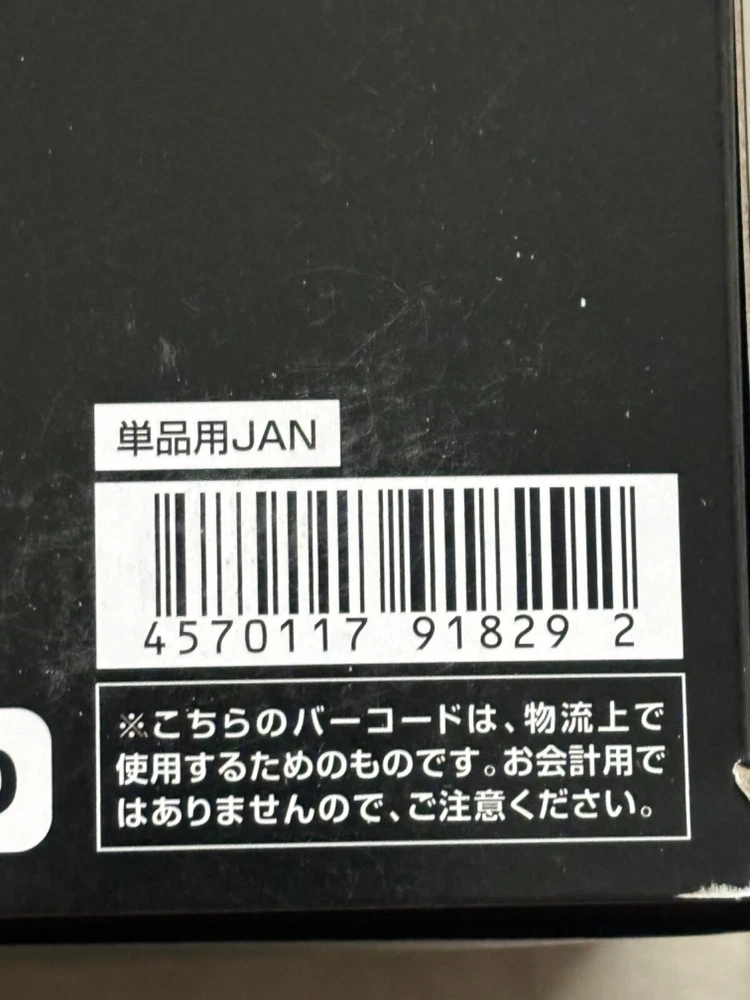 単品用JAN
4570117 91829 2
※こちらのバーコードは、物流上で
使用するためのものです。お会計用で
はありませんので、ご注意ください。